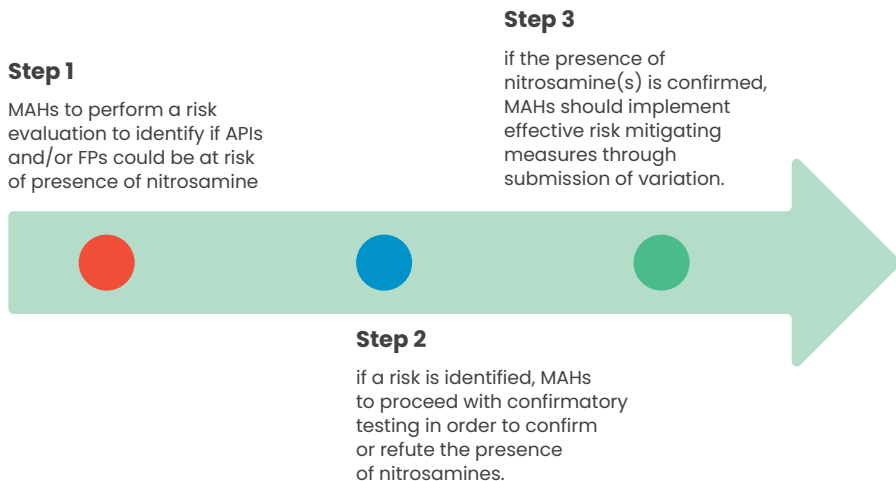 Step 1
MAHs to perform a risk
evaluation to identify if APIs
and/or FPs could be at risk
of presence of nitrosamine
Step 2
if a risk is identified, MAHs
to proceed with confirmatory
testing in order to confirm
or refute the presence
of nitrosamines.
Step 3
if the presence of
nitrosamine(s) is confirmed,
MAHs should implement
effective risk mitigating
measures through
submission of variation.